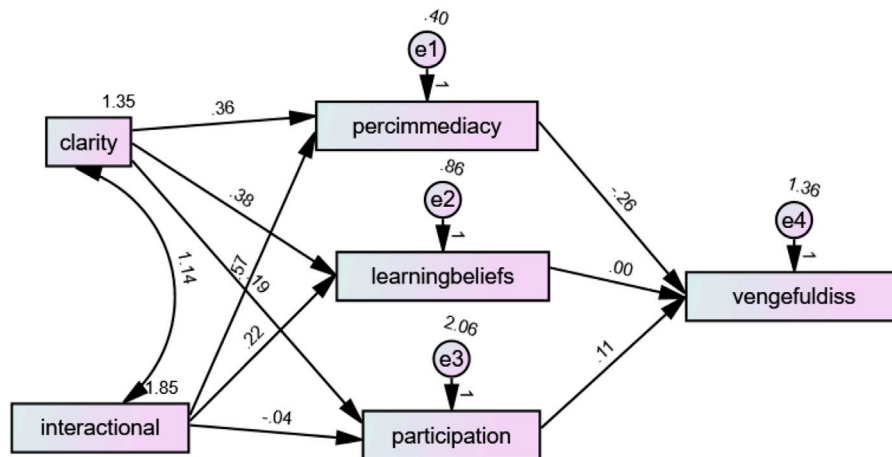 .40
e1
1
1.35
.36
clarity
percimmediacy
.86
e2
1
.38
-.26
1.36
e4
1
1.14
.57
.19
learningbeliefs
.00
vengefuldiss
.22
2.06
e3
1
.11
1.85
interactional
-.04
participation